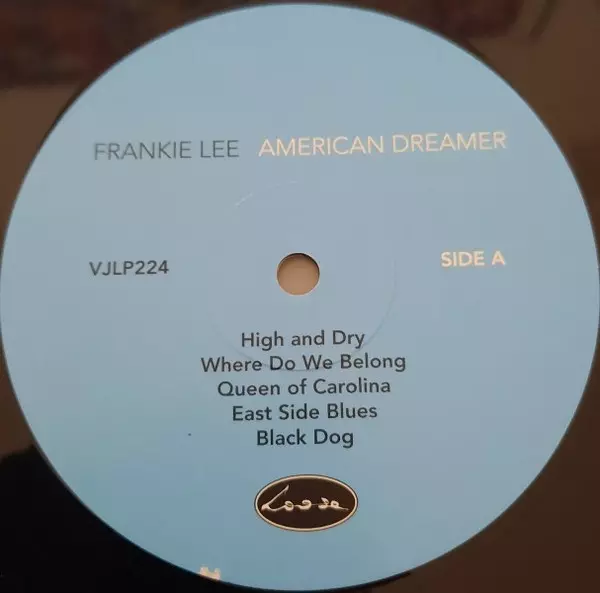 FRANKIE LEE AMERICAN DREAMER
VJLP224
SIDE A
High and Dry
Where Do We Belong
Queen of Carolina
East Side Blues
Black Dog
Loose